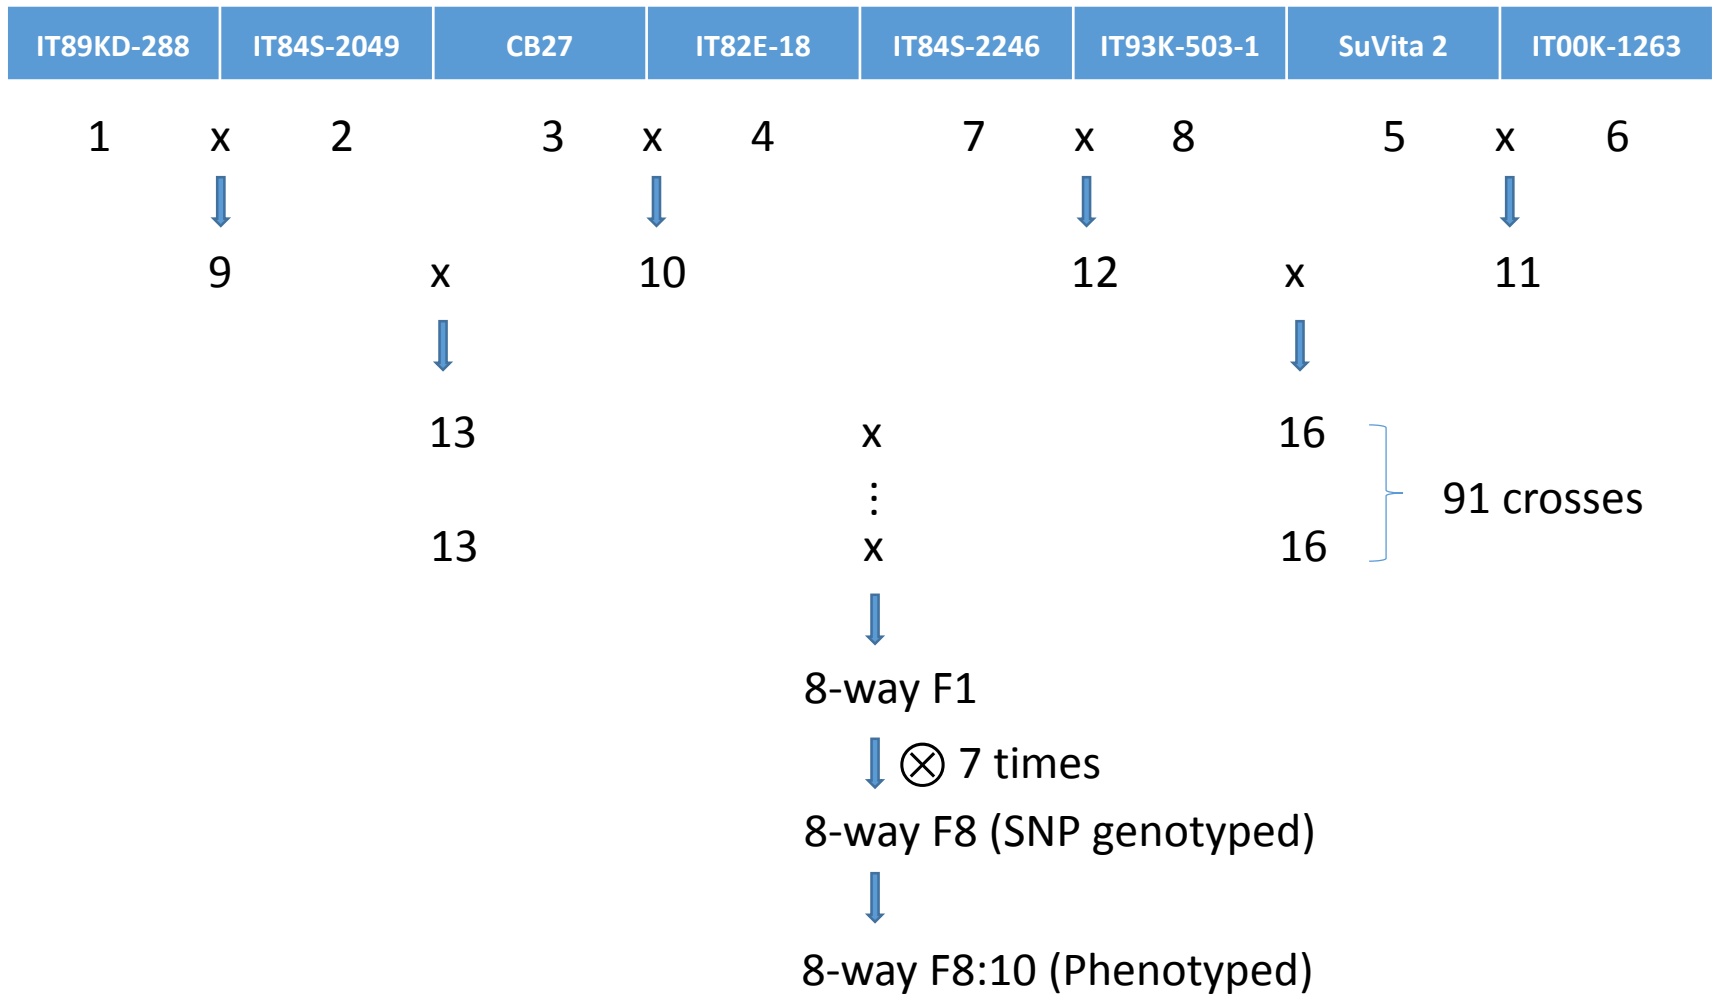 IT89KD-288 IT84S-2049 CB27 IT82E-18 IT84S-2246 IT93K-503-1 SuVita 2 IT00K-1263
1 x 2 3 x 4 7 x 8 5 x 6
9 x 10 12 x 11
13 x 16
⋮
91 crosses
13 x 16
8-way F1
⊗ 7 times
8-way F8 (SNP genotyped)
8-way F8:10 (Phenotyped)